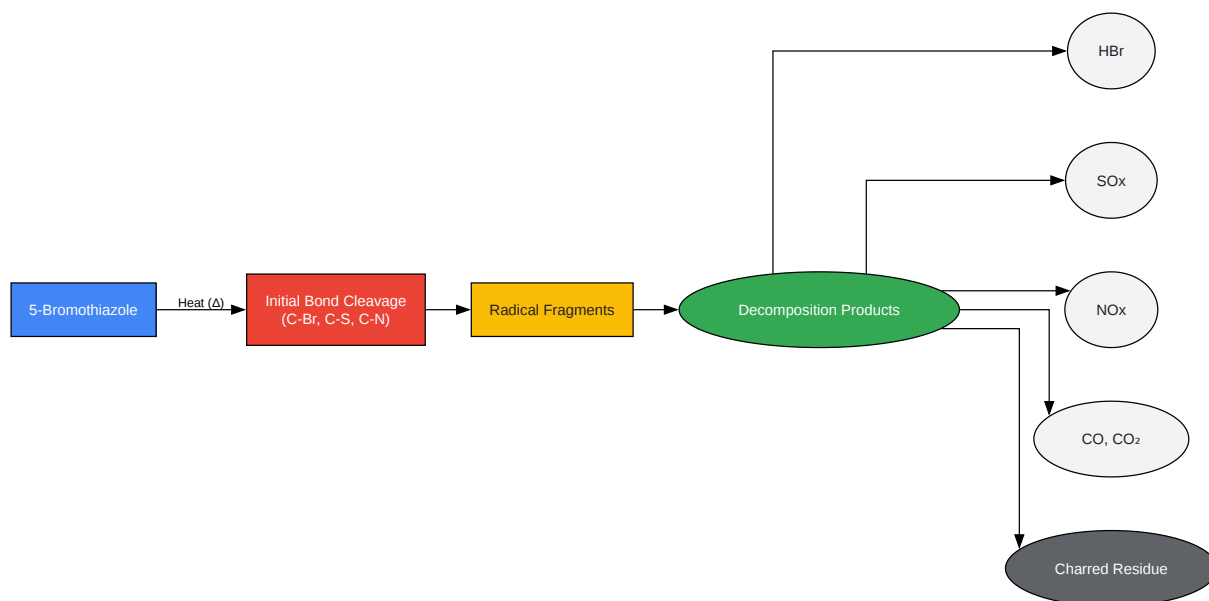 HBr
SOx
5-Bromothiazole
Heat (Δ)
Initial Bond Cleavage
(C-Br, C-S, C-N)
Radical Fragments
Decomposition Products
NOx
CO, CO₂
Charred Residue